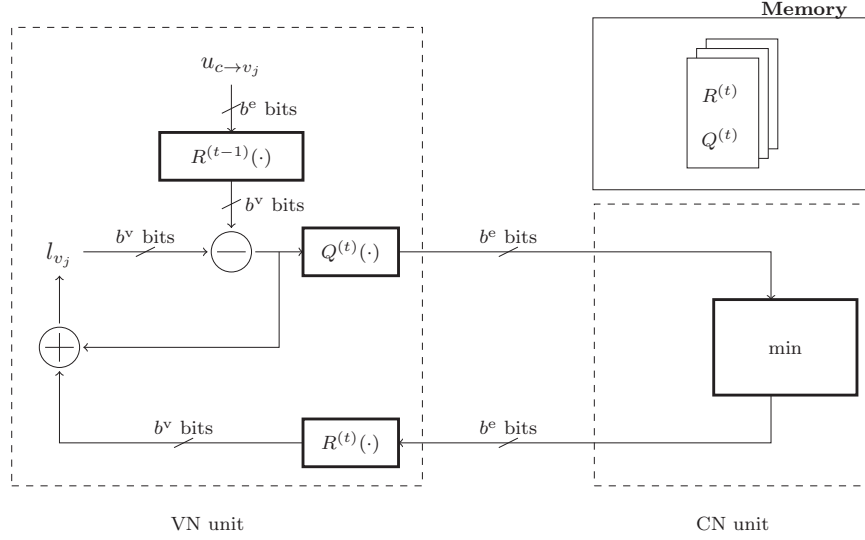 Memory
u_{c→v_j}
b^e bits
R^{(t−1)}(·)
b^v bits
R^{(t)}
Q^{(t)}
l_{v_j}
b^v bits
Q^{(t)}(·)
b^e bits
min
b^v bits
R^{(t)}(·)
b^e bits
VN unit
CN unit